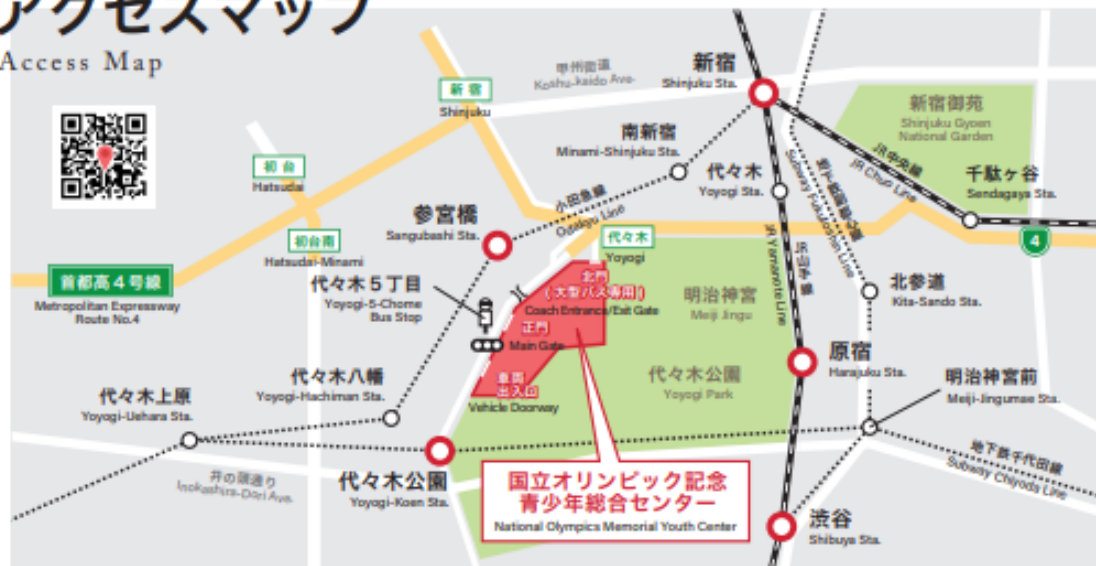 アクセスマップ
Access Map
新宿
Shinjuku Sta.
甲州街道
Koshu-kaido Ave.
新宿
Shinjuku
新宿御苑
Shinjuku Gyoen
National Garden
南新宿
Minami-Shinjuku Sta.
代々木
Yoyogi Sta.
JR中央線
JR Chuo Line
千駄ヶ谷
Sendagaya Sta.
初台
Hatsudai
小田急線
Odakyu Line
参宮橋
Sangubashi Sta.
Subway Fukutoshin Line
初台南
Hatsudai-Minami
代々木
Yoyogi
4
首都高4号線
Metropolitan Expressway
Route No.4
代々木5丁目
Yoyogi-5-Chome
Bus Stop
北門
(大型バス専用)
Coach Entrance/Exit Gate
正門
Main Gate
車両
出入口
Vehicle Doorway
明治神宮
Meiji Jingu
JR山手線
JR Yamanote Line
北参道
Kita-Sando Sta.
原宿
Harajuku Sta.
代々木公園
Yoyogi Park
明治神宮前
Meiji-Jingumae Sta.
代々木八幡
Yoyogi-Hachiman Sta.
代々木上原
Yoyogi-Uehara Sta.
井の頭通り
Inokashira-Dori Ave.
代々木公園
Yoyogi-Koen Sta.
国立オリンピック記念
青少年総合センター
National Olympics Memorial Youth Center
地下鉄千代田線
Subway Chiyoda Line
渋谷
Shibuya Sta.